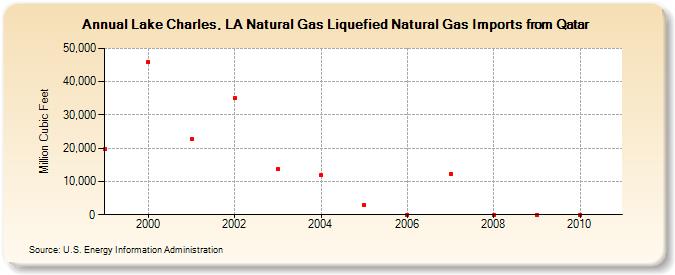 Annual Lake Charles, LA Natural Gas Liquefied Natural Gas Imports from Qatar
Million Cubic Feet
50,000
40,000
30,000
20,000
10,000
0
2000 2002 2004 2006 2008 2010
Source: U.S. Energy Information Administration